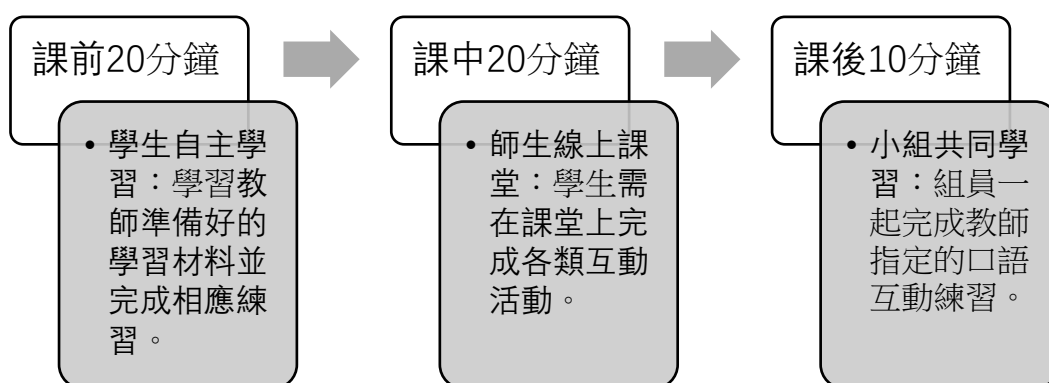 課前20分鐘
• 學生自主學
習：學習教
師準備好的
學習材料並
完成相應練
習。
課中20分鐘
• 師生線上課
堂：學生需
在課堂上完
成各類互動
活動。
課後10分鐘
• 小組共同學
習：組員一
起完成教師
指定的口語
互動練習。